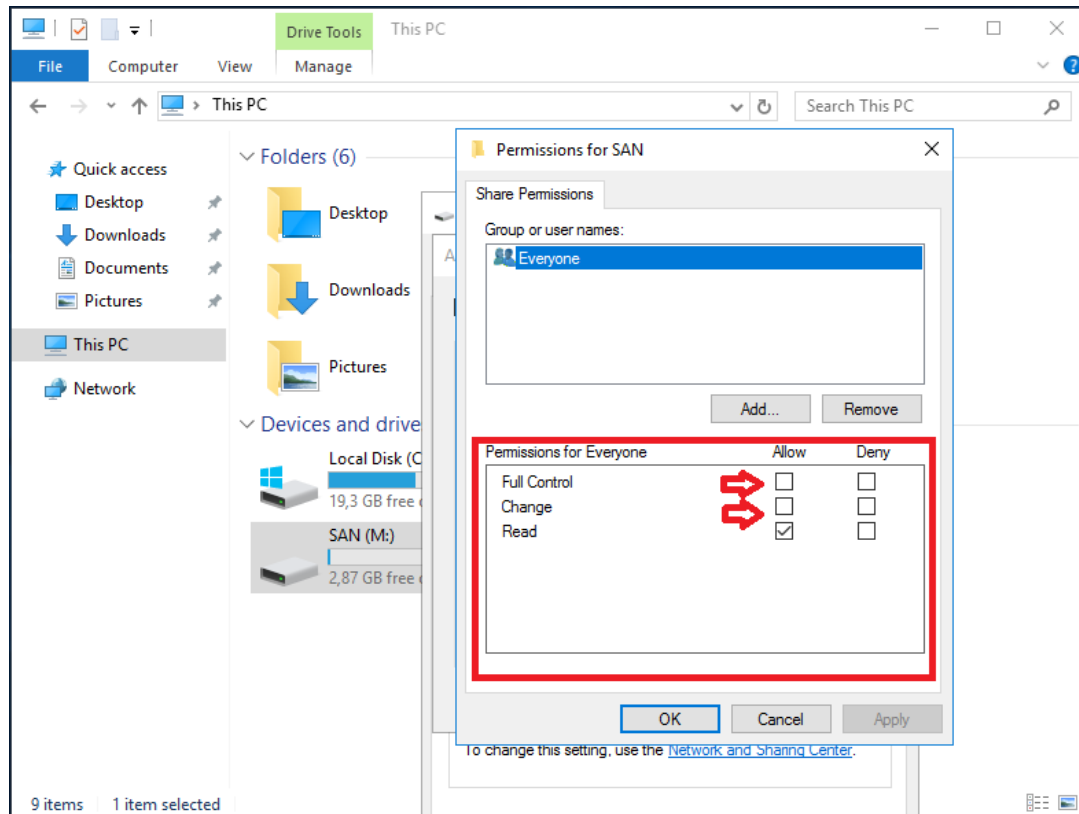 Drive Tools
This PC
File
Computer
View
Manage
This PC
Search This PC
Quick access
Desktop
Downloads
Documents
Pictures
This PC
Network
Folders (6)
Desktop
Downloads
Pictures
Devices and drive
Local Disk (C
19,3 GB free
SAN (M:)
2,87 GB free
A
Permissions for SAN
Share Permissions
Group or user names:
Everyone
Add...
Remove
Permissions for Everyone Allow Deny
Full Control
Change
Read
OK
Cancel
Apply
To change this setting, use the Network and Sharing Center.
9 items 1 item selected